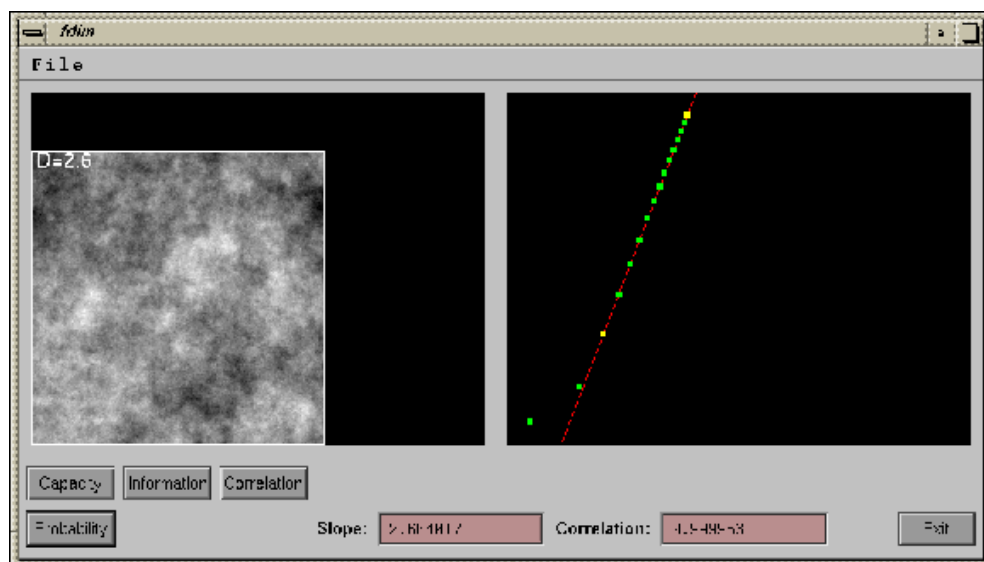 fdim
File
D=2.6
Capacity Information Correlation
Probability Slope: Correlation: Exit